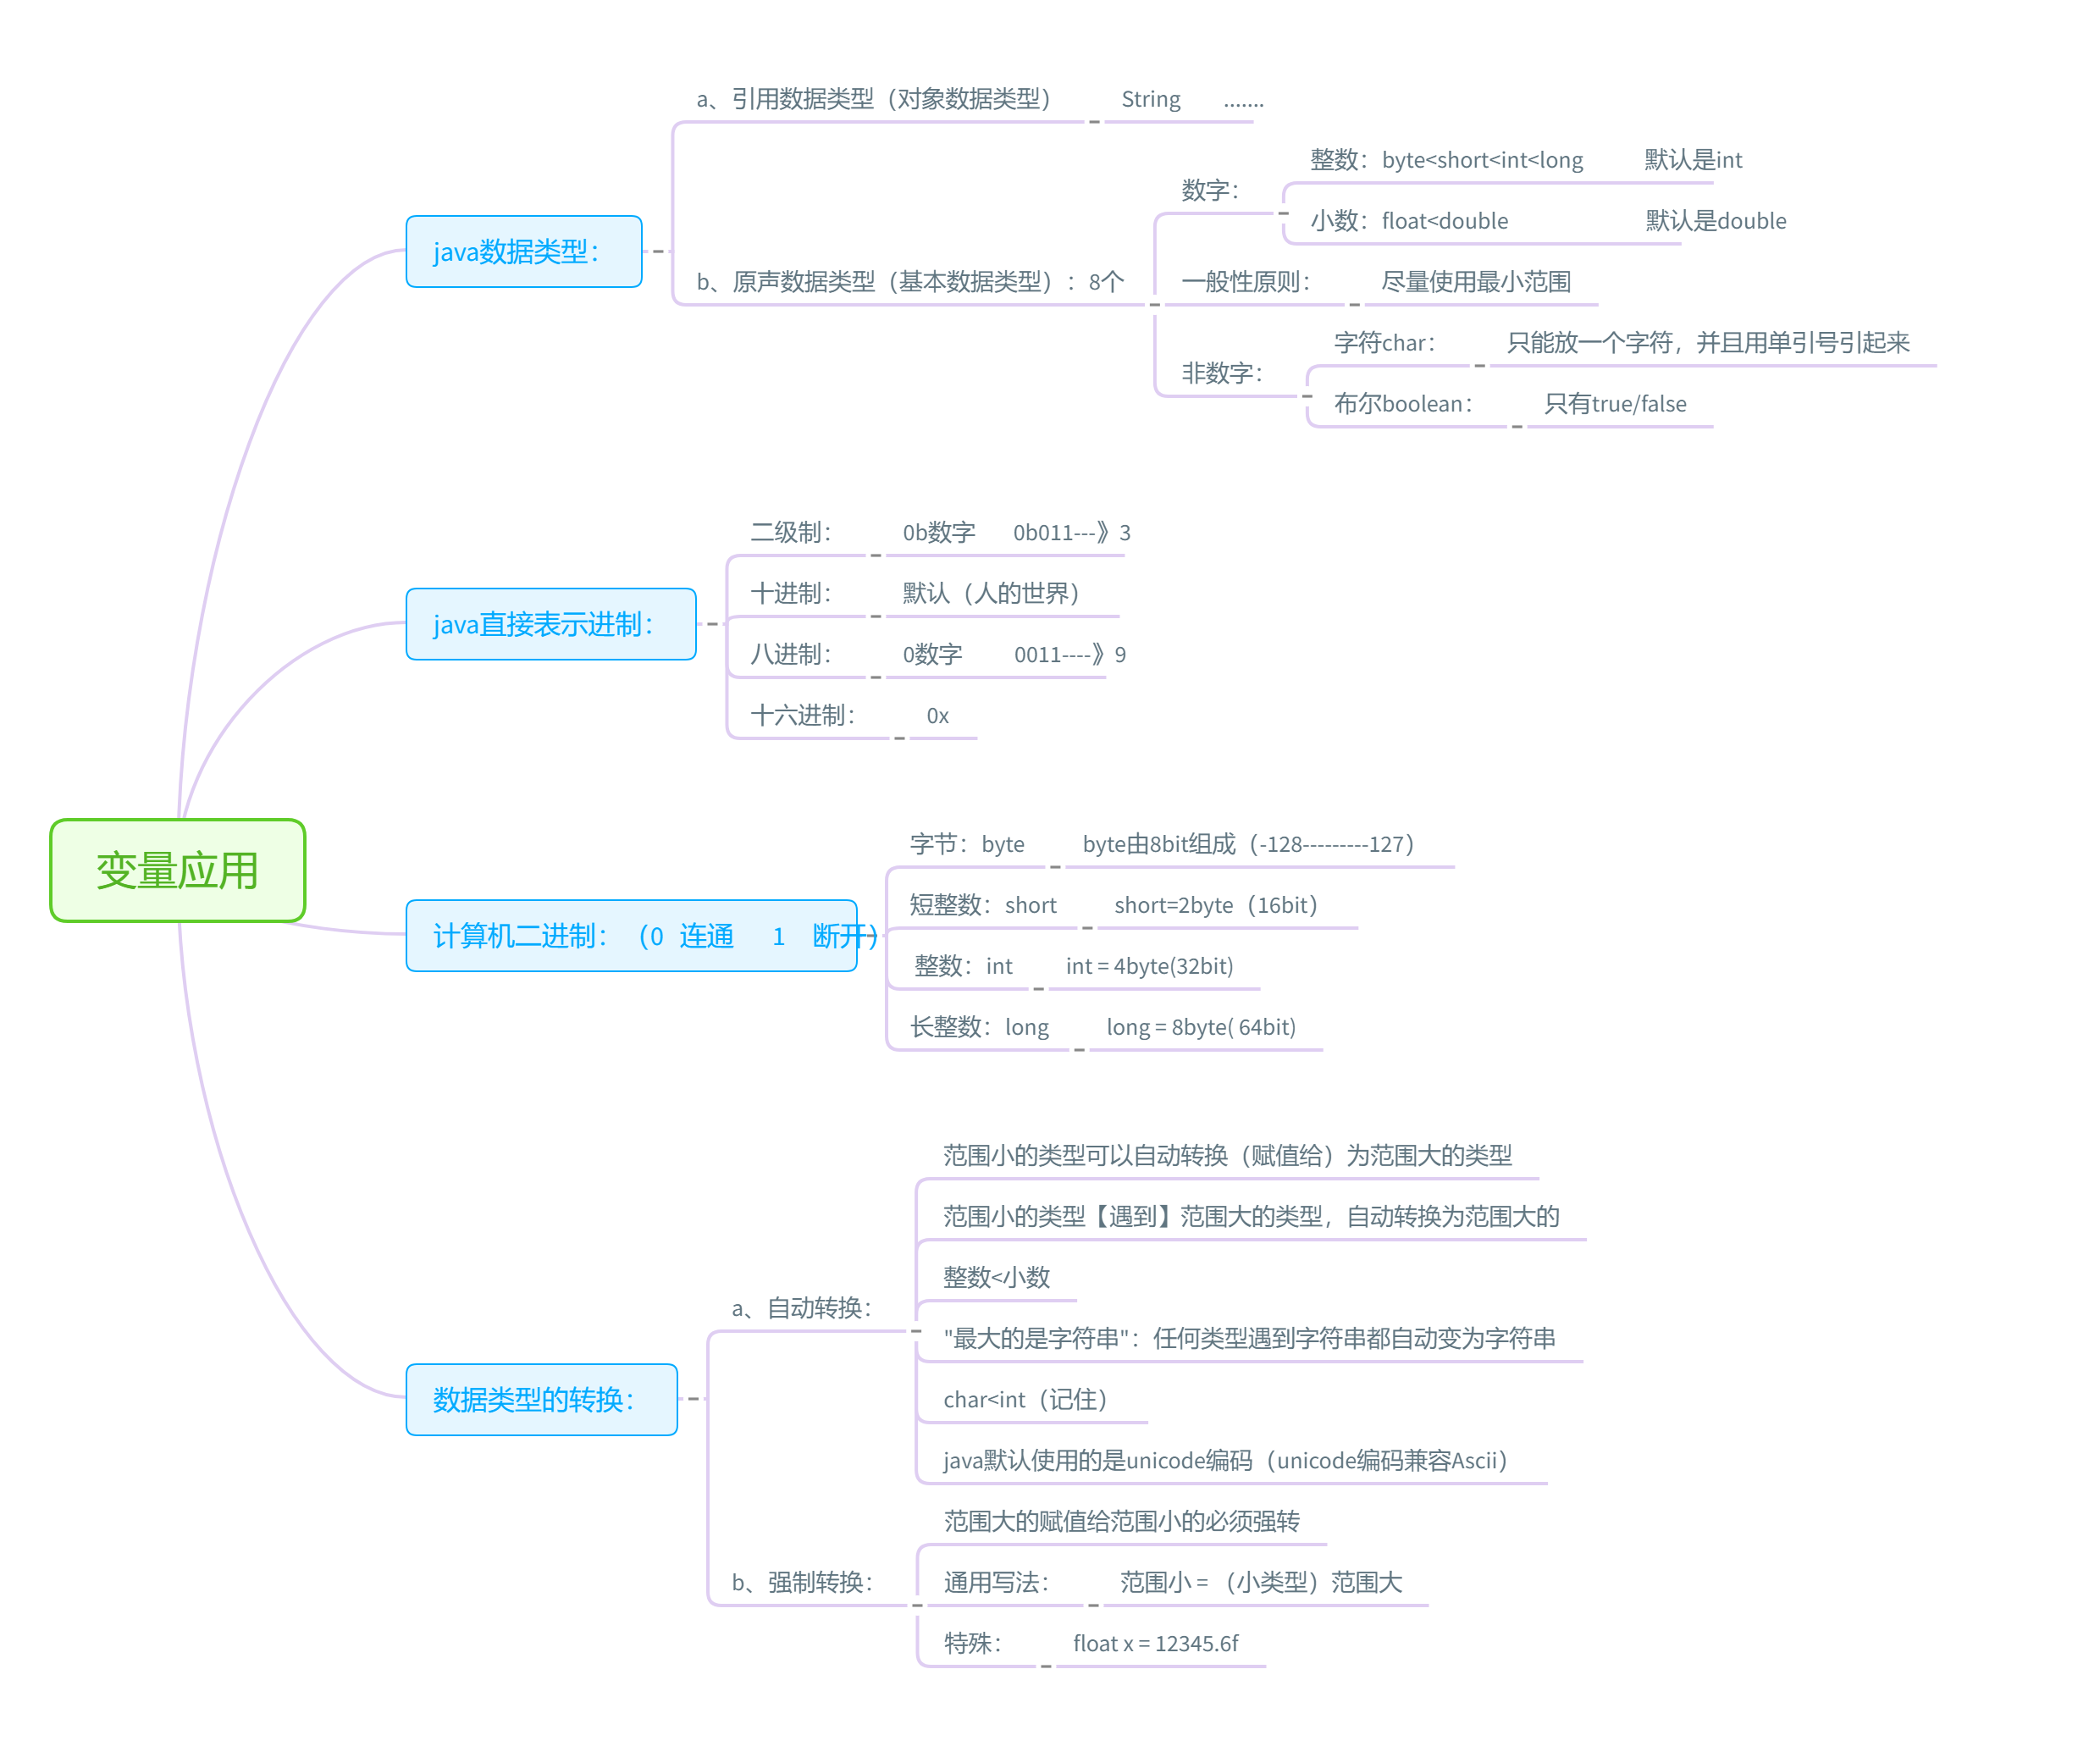 变量应用
java数据类型：
a、引用数据类型（对象数据类型）
String .......
b、原声数据类型（基本数据类型）：8个
数字：
整数：byte<short<int<long 默认是int
小数：float<double 默认是double
一般性原则：
尽量使用最小范围
非数字：
字符char：
只能放一个字符，并且用单引号引起来
布尔boolean：
只有true/false
java直接表示进制：
二级制：
0b数字 0b011---》3
十进制：
默认（人的世界）
八进制：
0数字 0011----》9
十六进制：
0x
计算机二进制：（0 连通 1 断开）
字节：byte
byte由8bit组成（-128---------127）
短整数：short
short=2byte（16bit）
整数：int
int = 4byte(32bit)
长整数：long
long = 8byte( 64bit)
数据类型的转换：
a、自动转换：
范围小的类型可以自动转换（赋值给）为范围大的类型
范围小的类型【遇到】范围大的类型，自动转换为范围大的
整数<小数
"最大的是字符串"：任何类型遇到字符串都自动变为字符串
char<int（记住）
java默认使用的是unicode编码（unicode编码兼容Ascii）
b、强制转换：
范围大的赋值给范围小的必须强转
通用写法：
范围小 = （小类型）范围大
特殊：
float x = 12345.6f